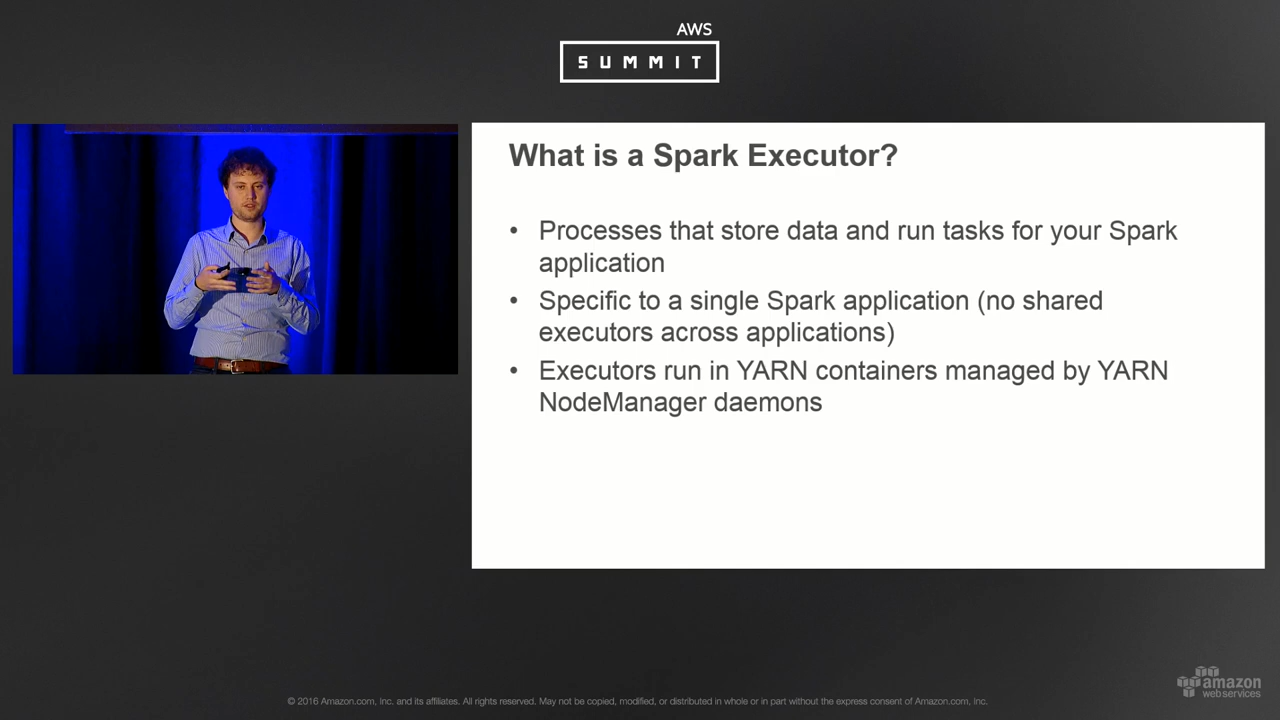 AWS
SUMMIT
What is a Spark Executor?
• Processes that store data and run tasks for your Spark
application
• Specific to a single Spark application (no shared
executors across applications)
• Executors run in YARN containers managed by YARN
NodeManager daemons
amazon
web services
© 2016 Amazon.com, Inc. and its affiliates. All rights reserved. May not be copied, modified, or distributed in whole or in part without the express consent of Amazon.com, Inc.